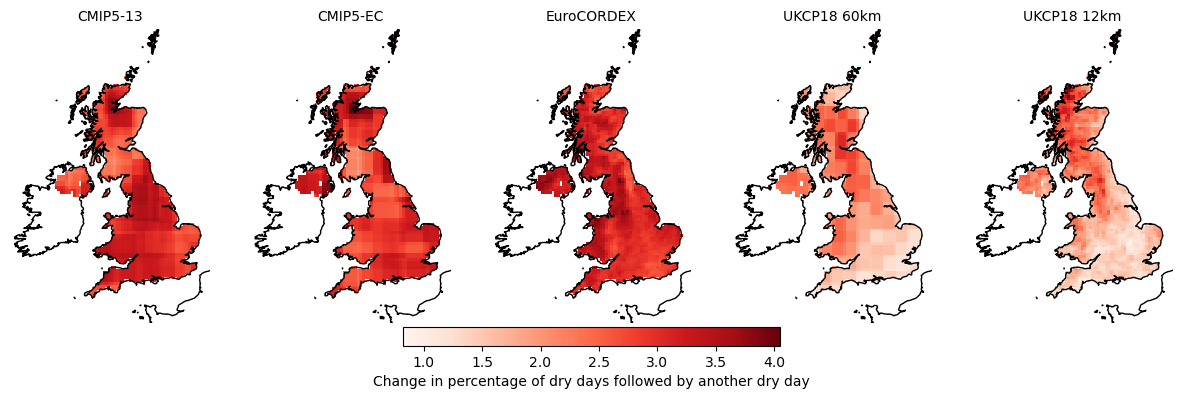 CMIP5-13 CMIP5-EC EuroCORDEX UKCP18 60km UKCP18 12km
1.0 1.5 2.0 2.5 3.0 3.5 4.0
Change in percentage of dry days followed by another dry day